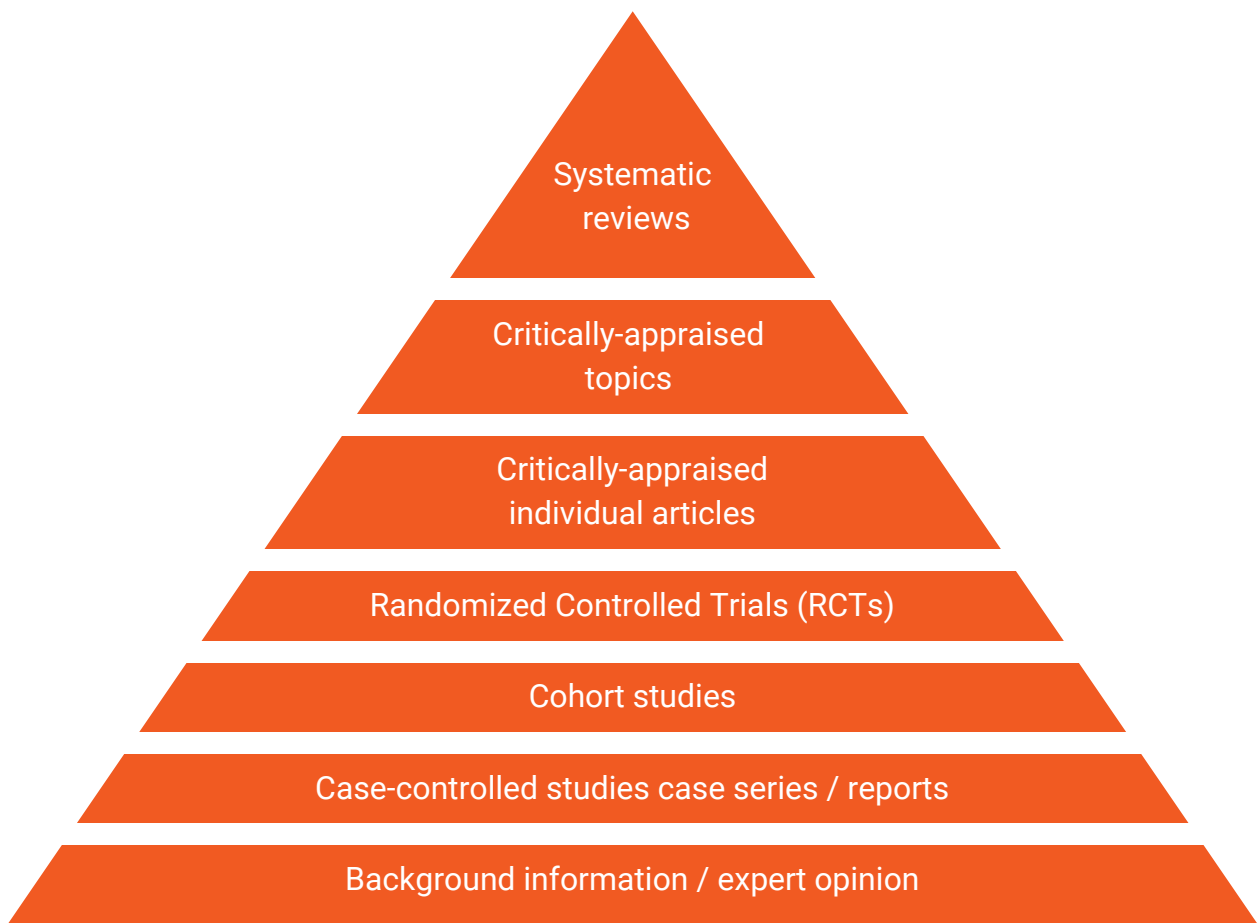 Systematic
reviews
Critically-appraised
topics
Critically-appraised
individual articles
Randomized Controlled Trials (RCTs)
Cohort studies
Case-controlled studies case series / reports
Background information / expert opinion